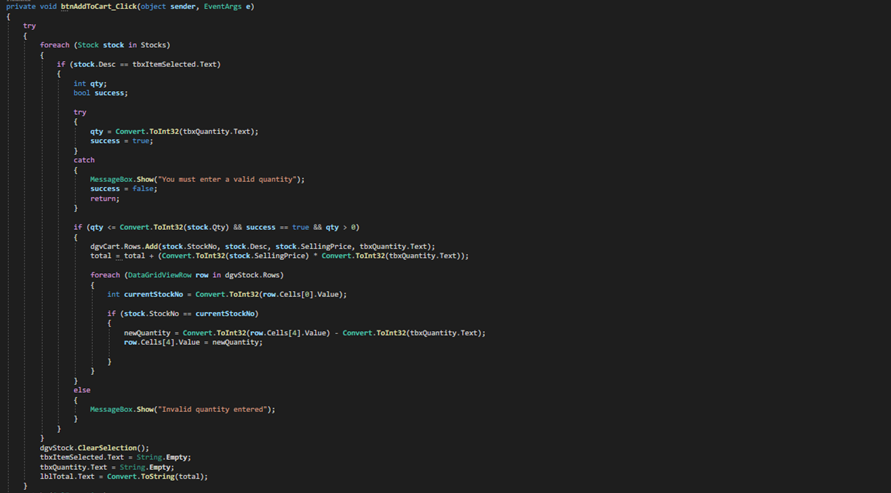 private void btnAddToCart_Click(object sender, EventArgs e)
{
try
{
foreach (Stock stock in Stocks)
{
if (stock.Desc == tbxItemSelected.Text)
{
int qty;
bool success;
try
{
qty = Convert.ToInt32(tbxQuantity.Text);
success = true;
}
catch
{
MessageBox.Show("You must enter a valid quantity");
success = false;
return;
}
if (qty <= Convert.ToInt32(stock.Qty) && success == true && qty > 0)
{
dgvCart.Rows.Add(stock.StockNo, stock.Desc, stock.SellingPrice, tbxQuantity.Text);
total = total + (Convert.ToInt32(stock.SellingPrice) * Convert.ToInt32(tbxQuantity.Text));
foreach (DataGridViewRow row in dgvStock.Rows)
{
int currentStockNo = Convert.ToInt32(row.Cells[0].Value);
if (stock.StockNo == currentStockNo)
{
newQuantity = Convert.ToInt32(row.Cells[4].Value) - Convert.ToInt32(tbxQuantity.Text);
row.Cells[4].Value = newQuantity;
}
}
}
else
{
MessageBox.Show("Invalid quantity entered");
}
}
}
dgvStock.ClearSelection();
tbxItemSelected.Text = String.Empty;
tbxQuantity.Text = String.Empty;
lblTotal.Text = Convert.ToString(total);
}